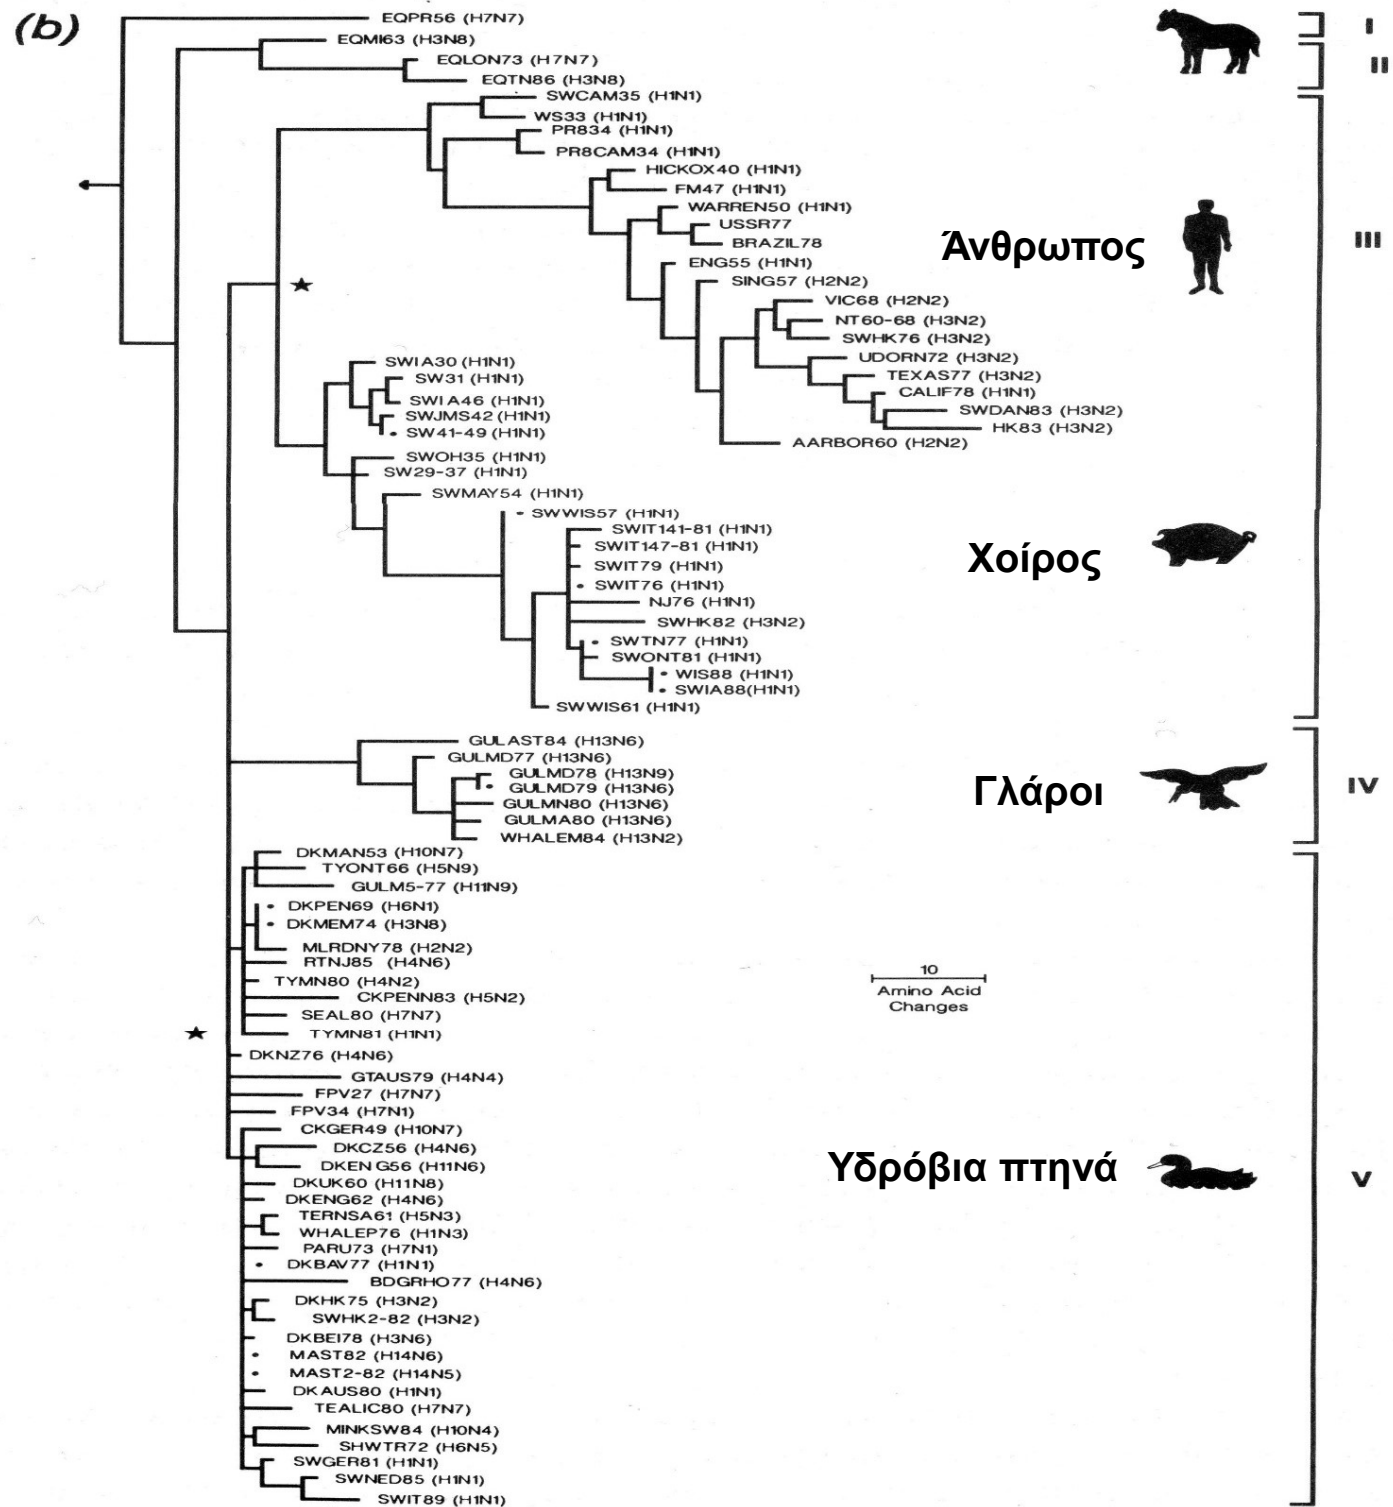 (b)
EQPR56 (H7N7)
I
EQMI63 (H3N8)
EQLON73 (H7N7)
II
EQTN86 (H3N8)
SWCAM35 (H1N1)
WS33 (H1N1)
PR834 (H1N1)
PR8CAM34 (H1N1)
HICKOX40 (H1N1)
FM47 (H1N1)
WARREN50 (H1N1)
USSR77
BRAZIL78
Άνθρωπος
III
ENG55 (H1N1)
SING57 (H2N2)
VIC68 (H2N2)
NT60-68 (H3N2)
SWHK76 (H3N2)
UDORN72 (H3N2)
SWIA30 (H1N1)
TEXAS77 (H3N2)
SW31 (H1N1)
CALIF78 (H1N1)
SWIA46 (H1N1)
SWDAN83 (H3N2)
SWJMS42 (H1N1)
HK83 (H3N2)
SW41-49 (H1N1)
AARBOR60 (H2N2)
SWOH35 (H1N1)
SW29-37 (H1N1)
SWMAY54 (H1N1)
SWWIS57 (H1N1)
SWIT141-81 (H1N1)
SWIT147-81 (H1N1)
Χοίρος
SWIT79 (H1N1)
SWIT76 (H1N1)
NJ76 (H1N1)
SWHK82 (H3N2)
SWTN77 (H1N1)
SWONT81 (H1N1)
WIS88 (H1N1)
SWIA88(H1N1)
SWWIS61 (H1N1)
GULAST84 (H13N6)
GULMD77 (H13N6)
GULMD78 (H13N9)
GULMD79 (H13N6)
Γλάροι
IV
GULMN80 (H13N6)
GULMA80 (H13N6)
WHALEM84 (H13N2)
DKMAN53 (H10N7)
TYONT66 (H5N9)
GULM5-77 (H11N9)
DKPEN69 (H6N1)
DKMEM74 (H3N8)
MLRDNY78 (H2N2)
RTNJ85 (H4N6)
TYMN80 (H4N2)
10
Amino Acid
Changes
CKPENN83 (H5N2)
SEAL80 (H7N7)
TYMN81 (H1N1)
DKNZ76 (H4N6)
GTAUS79 (H4N4)
FPV27 (H7N7)
FPV34 (H7N1)
CKGER49 (H10N7)
DKCZ56 (H4N6)
DKENG56 (H11N6)
Υδρόβια πτηνά
V
DKUK60 (H11N8)
DKENG62 (H4N6)
TERNSA61 (H5N3)
WHALEP76 (H1N3)
PARU73 (H7N1)
DKBAV77 (H1N1)
BDGRHO77 (H4N6)
DKHK75 (H3N2)
SWHK2-82 (H3N2)
DKBEI78 (H3N6)
MAST82 (H14N6)
MAST2-82 (H14N5)
DKAUS80 (H1N1)
TEALIC80 (H7N7)
MINKSW84 (H10N4)
SHWTR72 (H6N5)
SWGER81 (H1N1)
SWNED85 (H1N1)
SWIT89 (H1N1)